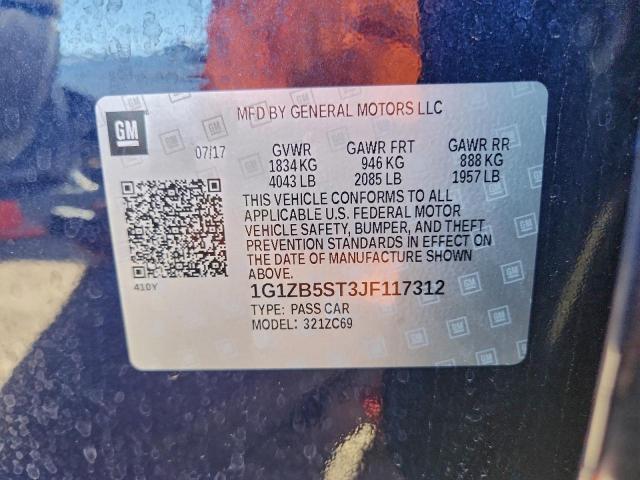 MFD BY GENERAL MOTORS LLC
GM
07/17 GVWR GAWR FRT GAWR RR
1834 KG 946 KG 888 KG
4043 LB 2085 LB 1957 LB
THIS VEHICLE CONFORMS TO ALL
APPLICABLE U.S. FEDERAL MOTOR
VEHICLE SAFETY, BUMPER, AND THEFT
PREVENTION STANDARDS IN EFFECT ON
THE DATE OF MANUFACTURE SHOWN
ABOVE.
410Y
1G1ZB5ST3JF117312
TYPE: PASS CAR
MODEL: 321ZC69